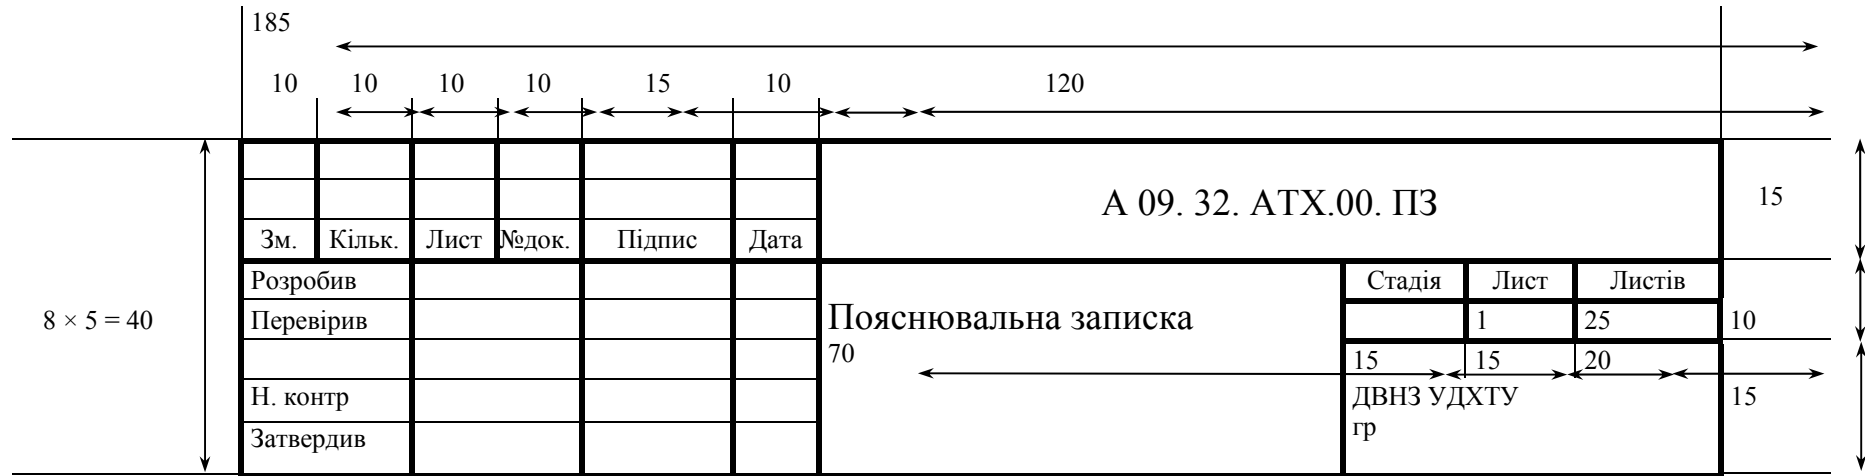 185
10 10 10 10 15 10 120
А 09. 32. АТХ.00. ПЗ 15
Зм. Кільк. Лист №док. Підпис Дата
Розробив Стадія Лист Листів
8 × 5 = 40 Перевірив Пояснювальна записка 1 25 10
70 15 15 20
Н. контр ДВНЗ УДХТУ 15
гр
Затвердив